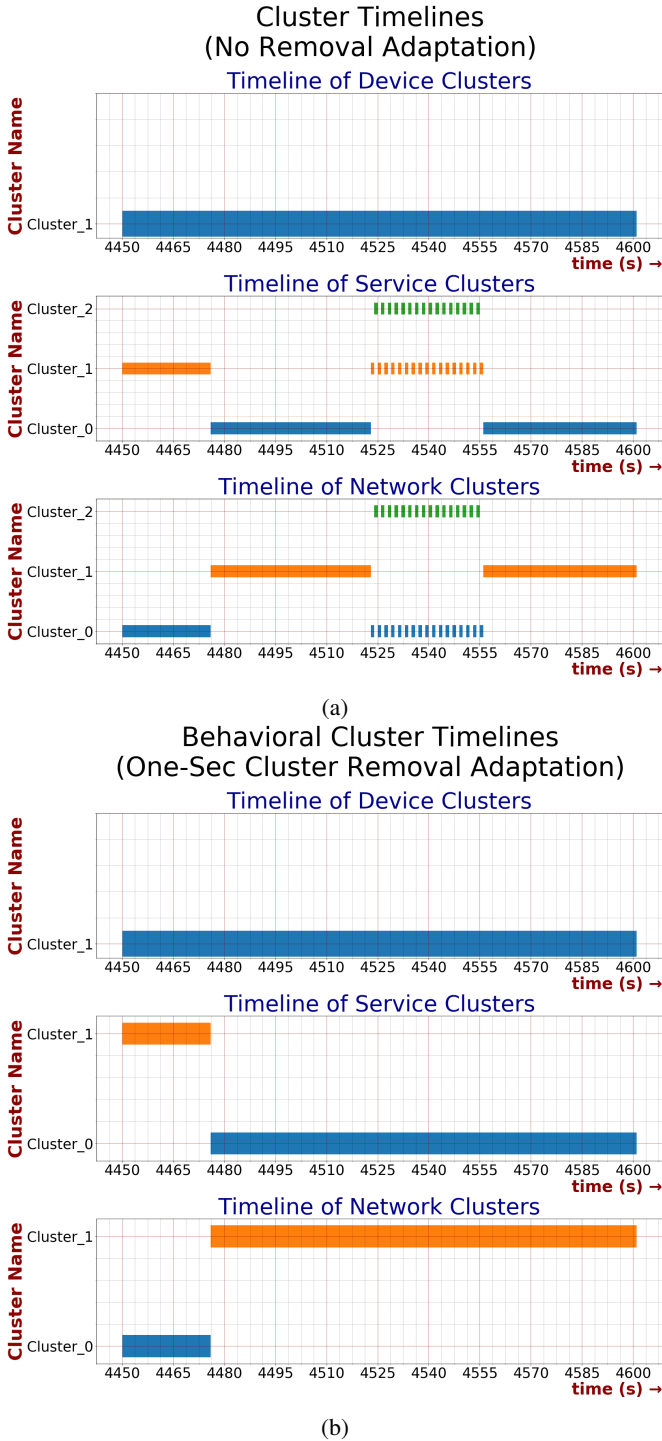 Cluster Timelines
(No Removal Adaptation)
Timeline of Device Clusters
Cluster Name
Cluster_1
4450 4465 4480 4495 4510 4525 4540 4555 4570 4585 4600
time (s) →
Timeline of Service Clusters
Cluster Name
Cluster_2
Cluster_1
Cluster_0
4450 4465 4480 4495 4510 4525 4540 4555 4570 4585 4600
time (s) →
Timeline of Network Clusters
Cluster Name
Cluster_2
Cluster_1
Cluster_0
4450 4465 4480 4495 4510 4525 4540 4555 4570 4585 4600
time (s) →
(a)
Behavioral Cluster Timelines
(One-Sec Cluster Removal Adaptation)
Timeline of Device Clusters
Cluster Name
Cluster_1
4450 4465 4480 4495 4510 4525 4540 4555 4570 4585 4600
time (s) →
Timeline of Service Clusters
Cluster Name
Cluster_1
Cluster_0
4450 4465 4480 4495 4510 4525 4540 4555 4570 4585 4600
time (s) →
Timeline of Network Clusters
Cluster Name
Cluster_1
Cluster_0
4450 4465 4480 4495 4510 4525 4540 4555 4570 4585 4600
time (s) →
(b)